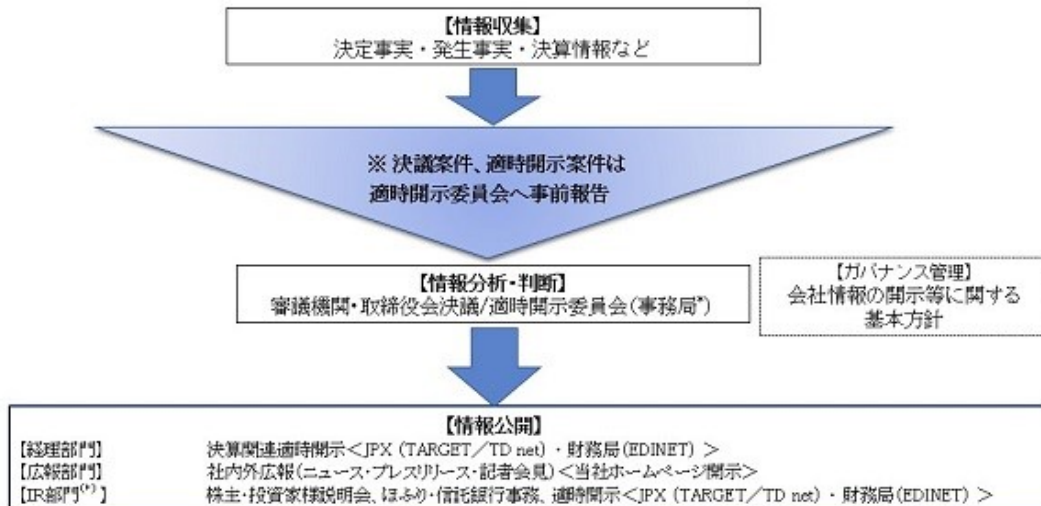 【情報収集】
決定事実・発生事実・決算情報など
※ 決議案件、適時開示案件は
適時開示委員会へ事前報告
【情報分析・判断】
審議機関・取締役会決議/適時開示委員会(事務局*)
【ガバナンス管理】
会社情報の開示等に関する
基本方針
【情報公開】
【経理部門】 決算関連適時開示<JPX (TARGET/TD net) ・財務局(EDINET) >
【広報部門】 社内外広報(ニュース・プレスリリース・記者会見)<当社ホームページ開示>
【IR部門(*)】 株主・投資家様説明会、ほふり・信託銀行事務、適時開示<JPX (TARGET/TD net) ・財務局(EDINET) >